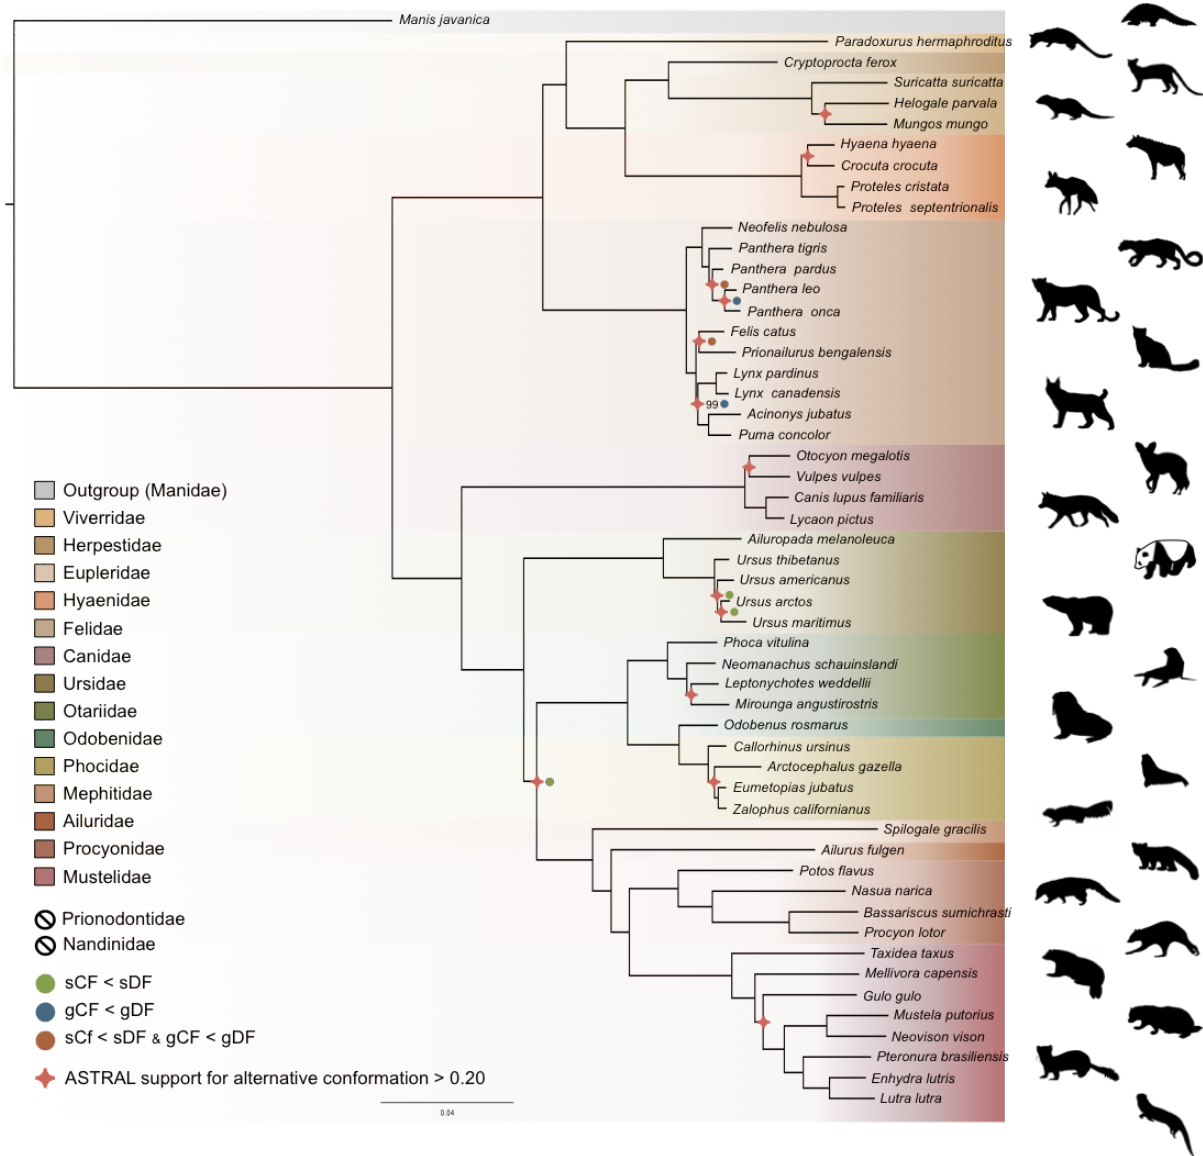 Manis javanica
Paradoxurus hermaphroditus
Cryptoprocta ferox
Suricatta suricatta
Helogale parvala
Mungos mungo
Hyaena hyaena
Crocuta crocuta
Proteles cristata
Proteles septentrionalis
Neofelis nebulosa
Panthera tigris
Panthera pardus
Panthera leo
Panthera onca
Felis catus
Prionailurus bengalensis
Lynx pardinus
Lynx canadensis
99
Acinonys jubatus
Puma concolor
Otocyon megalotis
Vulpes vulpes
Canis lupus familiaris
Lycaon pictus
Ailuropada melanoleuca
Ursus thibetanus
Ursus americanus
Ursus arctos
Ursus maritimus
Phoca vitulina
Neomanachus schauinslandi
Leptonychotes weddellii
Mirounga angustirostris
Odobenus rosmarus
Callorhinus ursinus
Arctocephalus gazella
Eumetopias jubatus
Zalophus californianus
Spilogale gracilis
Ailurus fulgen
Potos flavus
Nasua narica
Bassariscus sumichrasti
Procyon lotor
Taxidea taxus
Mellivora capensis
Gulo gulo
Mustela putorius
Neovison vison
Pteronura brasiliensis
Enhydra lutris
Lutra lutra
Outgroup (Manidae)
Viverridae
Herpestidae
Eupleridae
Hyaenidae
Felidae
Canidae
Ursidae
Otariidae
Odobenidae
Phocidae
Mephitidae
Ailuridae
Procyonidae
Mustelidae
Prionodontidae
Nandinidae
sCF < sDF
gCF < gDF
sCf < sDF & gCF < gDF
ASTRAL support for alternative conformation > 0.20
0.04